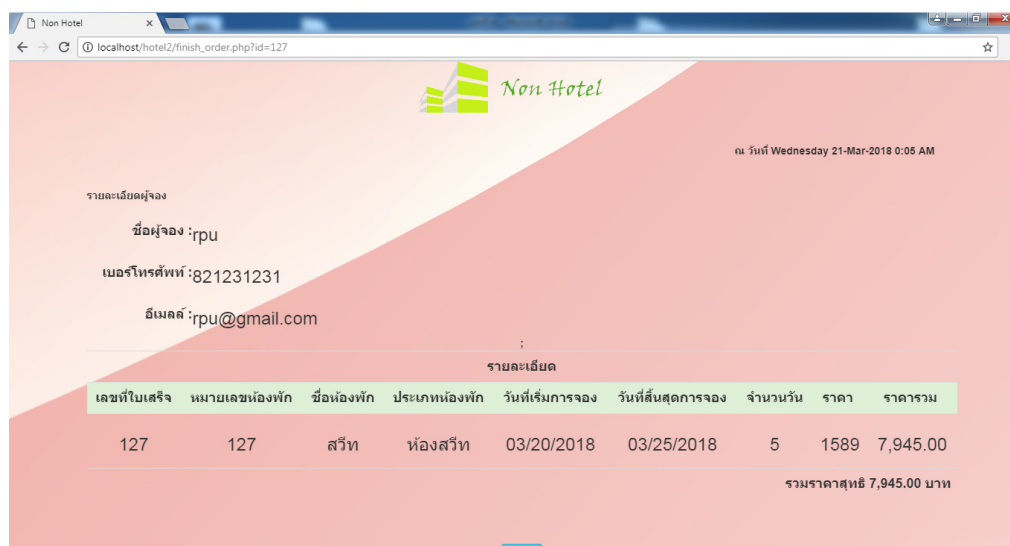 Non Hotel
localhost/hotel2/finish_order.php?id=127
Non Hotel
ณ วันที่ Wednesday 21-Mar-2018 0:05 AM
รายละเอียดผู้จอง
ชื่อผู้จอง :rpu
เบอร์โทรศัพท์ :821231231
อีเมลล์ :rpu@gmail.com
;
รายละเอียด
เลขที่ใบเสร็จ หมายเลขห้องพัก ชื่อห้องพัก ประเภทห้องพัก วันที่เริ่มการจอง วันที่สิ้นสุดการจอง จำนวนวัน ราคา ราคารวม
127 127 สวีท ห้องสวีท 03/20/2018 03/25/2018 5 1589 7,945.00
รวมราคาสุทธิ 7,945.00 บาท